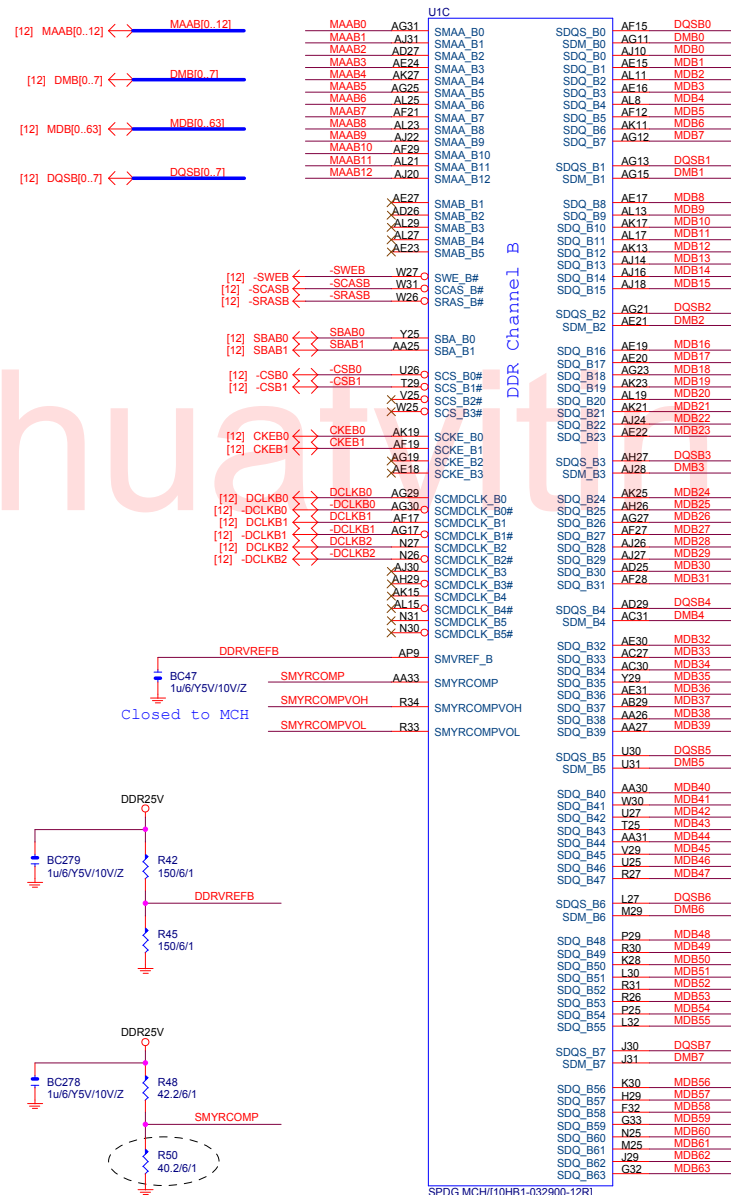 U1C
[12] MAAB[0..12] MAAB[0..12]
[12] DMB[0..7] DMB[0..7]
[12] MDB[0..63] MDB[0..63]
[12] DQSB[0..7] DQSB[0..7]
MAAB0 AG31 SMAA_B0
MAAB1 AJ31 SMAA_B1
MAAB2 AD27 SMAA_B2
MAAB3 AE24 SMAA_B3
MAAB4 AK27 SMAA_B4
MAAB5 AG25 SMAA_B5
MAAB6 AL25 SMAA_B6
MAAB7 AF21 SMAA_B7
MAAB8 AL23 SMAA_B8
MAAB9 AJ22 SMAA_B9
MAAB10 AF29 SMAA_B10
MAAB11 AL21 SMAA_B11
MAAB12 AJ20 SMAA_B12
AE27 SMAB_B1
AD26 SMAB_B2
AL29 SMAB_B3
AL27 SMAB_B4
AE23 SMAB_B5
[12] -SWEB -SWEB W27 SWE_B#
[12] -SCASB -SCASB W31 SCAS_B#
[12] -SRASB -SRASB W26 SRAS_B#
[12] SBAB0 SBAB0 Y25 SBA_B0
[12] SBAB1 SBAB1 AA25 SBA_B1
[12] -CSB0 -CSB0 U26 SCS_B0#
[12] -CSB1 -CSB1 T29 SCS_B1#
V25 SCS_B2#
W25 SCS_B3#
[12] CKEB0 CKEB0 AK19 SCKE_B0
[12] CKEB1 CKEB1 AF19 SCKE_B1
AG19 SCKE_B2
AE18 SCKE_B3
[12] DCLKB0 DCLKB0 AG29 SCMDCLK_B0
[12] -DCLKB0 -DCLKB0 AG30 SCMDCLK_B0#
[12] DCLKB1 DCLKB1 AF17 SCMDCLK_B1
[12] -DCLKB1 -DCLKB1 AG17 SCMDCLK_B1#
[12] DCLKB2 DCLKB2 N27 SCMDCLK_B2
[12] -DCLKB2 -DCLKB2 N26 SCMDCLK_B2#
AJ30 SCMDCLK_B3
AH29 SCMDCLK_B3#
AK15 SCMDCLK_B4
AL15 SCMDCLK_B4#
N31 SCMDCLK_B5
N30 SCMDCLK_B5#
DDRVREFB AP9 SMVREF_B
BC47
1u/6/Y5V/10V/Z
Closed to MCH
SMYRCOMP AA33 SMYRCOMP
SMYRCOMPVOH R34 SMYRCOMPVOH
SMYRCOMPVOL R33 SMYRCOMPVOL
DDR Channel B
SDQS_B0 AF15 DQSB0
SDM_B0 AG11 DMB0
SDQ_B0 AJ10 MDB0
SDQ_B1 AE15 MDB1
SDQ_B2 AL11 MDB2
SDQ_B3 AE16 MDB3
SDQ_B4 AL8 MDB4
SDQ_B5 AF12 MDB5
SDQ_B6 AK11 MDB6
SDQ_B7 AG12 MDB7
SDQS_B1 AG13 DQSB1
SDM_B1 AG15 DMB1
SDQ_B8 AE17 MDB8
SDQ_B9 AL13 MDB9
SDQ_B10 AK17 MDB10
SDQ_B11 AL17 MDB11
SDQ_B12 AK13 MDB12
SDQ_B13 AJ14 MDB13
SDQ_B14 AJ16 MDB14
SDQ_B15 AJ18 MDB15
SDQS_B2 AG21 DQSB2
SDM_B2 AE21 DMB2
SDQ_B16 AE19 MDB16
SDQ_B17 AE20 MDB17
SDQ_B18 AG23 MDB18
SDQ_B19 AK23 MDB19
SDQ_B20 AL19 MDB20
SDQ_B21 AK21 MDB21
SDQ_B22 AJ24 MDB22
SDQ_B23 AE22 MDB23
SDQS_B3 AH27 DQSB3
SDM_B3 AJ28 DMB3
SDQ_B24 AK25 MDB24
SDQ_B25 AH26 MDB25
SDQ_B26 AG27 MDB26
SDQ_B27 AF27 MDB27
SDQ_B28 AJ26 MDB28
SDQ_B29 AJ27 MDB29
SDQ_B30 AD25 MDB30
SDQ_B31 AF28 MDB31
SDQS_B4 AD29 DQSB4
SDM_B4 AC31 DMB4
SDQ_B32 AE30 MDB32
SDQ_B33 AC27 MDB33
SDQ_B34 AC30 MDB34
SDQ_B35 Y29 MDB35
SDQ_B36 AE31 MDB36
SDQ_B37 AB29 MDB37
SDQ_B38 AA26 MDB38
SDQ_B39 AA27 MDB39
SDQS_B5 U30 DQSB5
SDM_B5 U31 DMB5
SDQ_B40 AA30 MDB40
SDQ_B41 W30 MDB41
SDQ_B42 U27 MDB42
SDQ_B43 T25 MDB43
SDQ_B44 AA31 MDB44
SDQ_B45 V29 MDB45
SDQ_B46 U25 MDB46
SDQ_B47 R27 MDB47
SDQS_B6 L27 DQSB6
SDM_B6 M29 DMB6
SDQ_B48 P29 MDB48
SDQ_B49 R30 MDB49
SDQ_B50 K28 MDB50
SDQ_B51 L30 MDB51
SDQ_B52 R31 MDB52
SDQ_B53 R26 MDB53
SDQ_B54 P25 MDB54
SDQ_B55 L32 MDB55
SDQS_B7 J30 DQSB7
SDM_B7 J31 DMB7
SDQ_B56 K30 MDB56
SDQ_B57 H29 MDB57
SDQ_B58 F32 MDB58
SDQ_B59 G33 MDB59
SDQ_B60 N25 MDB60
SDQ_B61 M25 MDB61
SDQ_B62 J29 MDB62
SDQ_B63 G32 MDB63
SPDG MCH/[10HB1-032900-12R]
DDR25V
BC279
1u/6/Y5V/10V/Z
R42
150/6/1
DDRVREFB
R45
150/6/1
DDR25V
BC278
1u/6/Y5V/10V/Z
R48
42.2/6/1
SMYRCOMP
R50
40.2/6/1